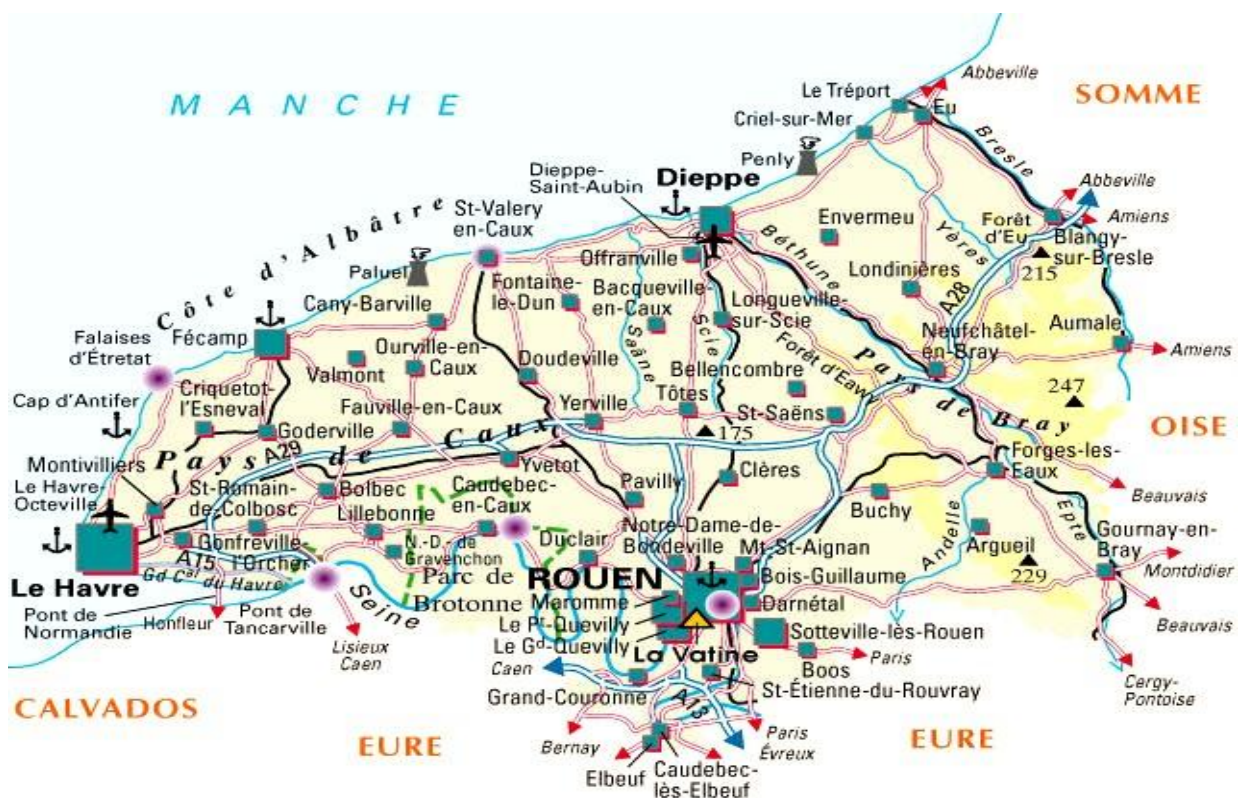 MANCHE
SOMME
OISE
EURE
EURE
CALVADOS
Abbeville
Le Tréport
Eu
Criel-sur-Mer
Bresle
Penly
Dieppe-
Saint-Aubin
Dieppe
Abbeville
Amiens
Côte d'Albâtre
St-Valery
en-Caux
Envermeu
Forêt
d'Eu
Blangy-
sur-Bresle
215
Yères
Béthune
Paluel
Offranville
Londinières
A28
Cany-Barville
Fontaine-
le-Dun
Bacqueville-
en-Caux
Longueville-
sur-Scie
Scie
Saâne
Neufchâtel-
en-Bray
Aumale
Amiens
Falaises
d'Étretat
Fécamp
Valmont
Ourville-en-
Caux
Doudeville
Bellencombre
Forêt d'Eawy
Pays de Bray
247
Cap d'Antifer
Criquetot-
l'Esneval
Fauville-en-Caux
Yerville
Tôtes
St-Saëns
175
Goderville
Pays de Caux
A29
Montivilliers
Le Havre-
Octeville
St-Romain-
de-Colbosc
Bolbec
Yvetot
Caudebec-
en-Caux
Pavilly
Clères
Forges-les-
Eaux
Beauvais
Lillebonne
Buchy
Andelle
Epte
Gournay-en-
Bray
Gonfreville-
l'Orcher
N.-D.-de-
Gravenchon
Duclair
Notre-Dame-de-
Bondeville
Mt-St-Aignan
Argueil
229
Montdidier
A15
Gd Cal du Havre
Le Havre
Parc de
Brotonne
ROUEN
Bois-Guillaume
Maromme
Darnétal
Seine
Pont de
Normandie
Honfleur
Pont de
Tancarville
Lisieux
Caen
Le Pt-Quevilly
Le Gd-Quevilly
La Vatine
Sotteville-lès-Rouen
Boos
Paris
Beauvais
Caen
Grand-Couronne
A13
St-Étienne-du-Rouvray
Cergy-
Pontoise
Bernay
Elbeuf
Caudebec-
lès-Elbeuf
Paris
Évreux